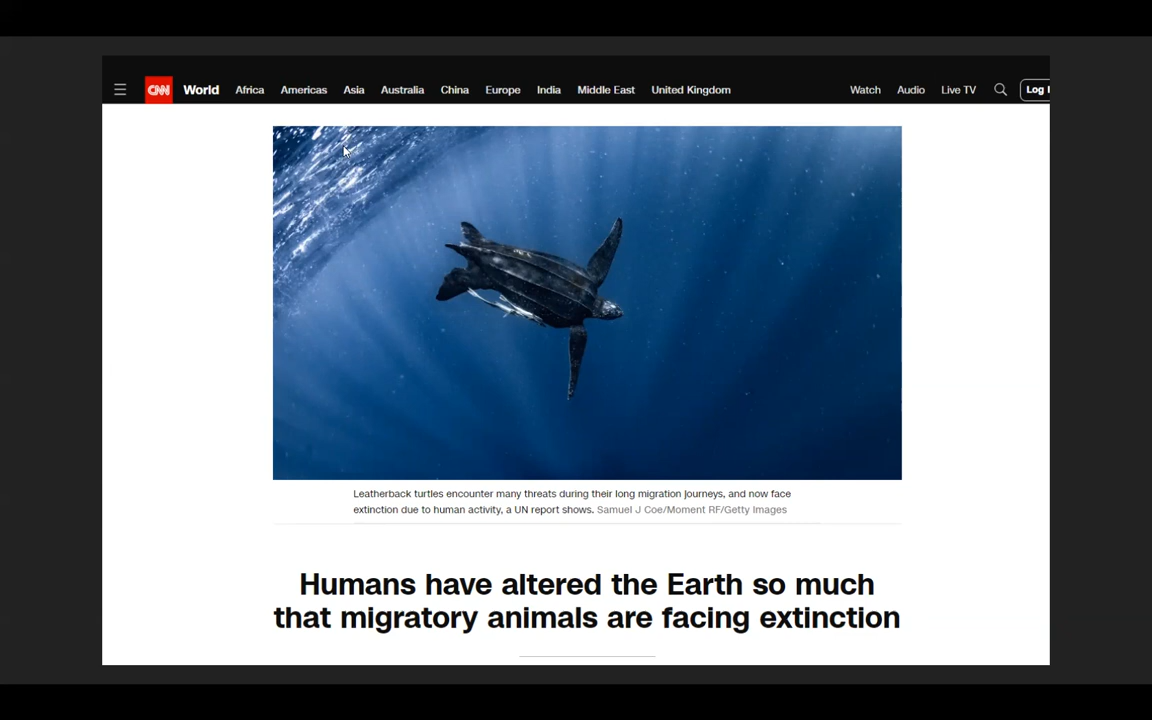 CNN World Africa Americas Asia Australia China Europe India Middle East United Kingdom Watch Audio Live TV Log
Leatherback turtles encounter many threats during their long migration journeys, and now face
extinction due to human activity, a UN report shows. Samuel J Coe/Moment RF/Getty Images
Humans have altered the Earth so much
that migratory animals are facing extinction